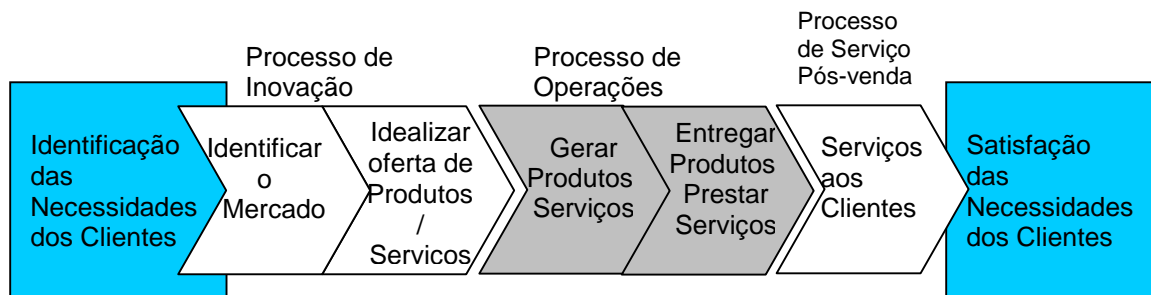 Processo de
Inovação
Processo de
Operações
Processo
de Serviço
Pós-venda
Identificação
das
Necessidades
dos Clientes
Identificar
o
Mercado
Idealizar
oferta de
Produtos
/
Servicos
Gerar
Produtos
Serviços
Entregar
Produtos
Prestar
Serviços
Serviços
aos
Clientes
Satisfação
das
Necessidades
dos Clientes